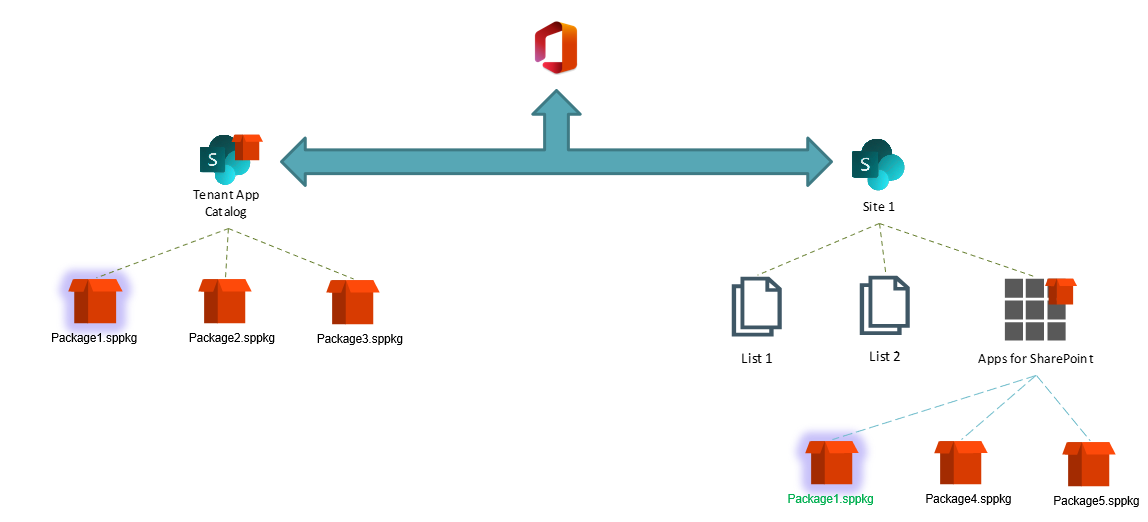 S
Tenant App
Catalog
S
Site 1
Package1.sppkg
Package2.sppkg
Package3.sppkg
List 1
List 2
Apps for SharePoint
Package1.sppkg
Package4.sppkg
Package5.sppkg